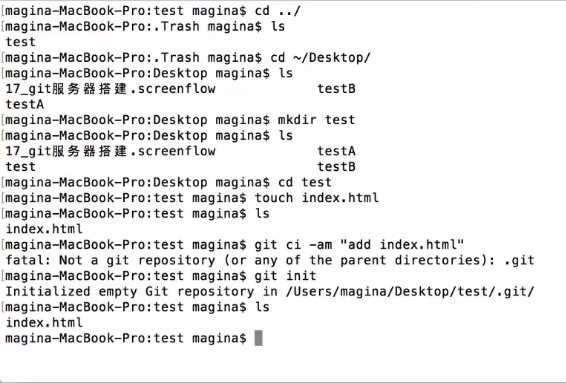 [magina-MacBook-Pro:test magina$ cd ../
[magina-MacBook-Pro:.Trash magina$ ls
test
[magina-MacBook-Pro:.Trash magina$ cd ~/Desktop/
[magina-MacBook-Pro:Desktop magina$ ls
17_git服务器搭建.screenflow testB
testA
[magina-MacBook-Pro:Desktop magina$ mkdir test
[magina-MacBook-Pro:Desktop magina$ ls
17_git服务器搭建.screenflow testA
test testB
[magina-MacBook-Pro:Desktop magina$ cd test
[magina-MacBook-Pro:test magina$ touch index.html
[magina-MacBook-Pro:test magina$ ls
index.html
[magina-MacBook-Pro:test magina$ git ci -am "add index.html"
fatal: Not a git repository (or any of the parent directories): .git
[magina-MacBook-Pro:test magina$ git init
Initialized empty Git repository in /Users/magina/Desktop/test/.git/
[magina-MacBook-Pro:test magina$ ls
index.html
magina-MacBook-Pro:test magina$